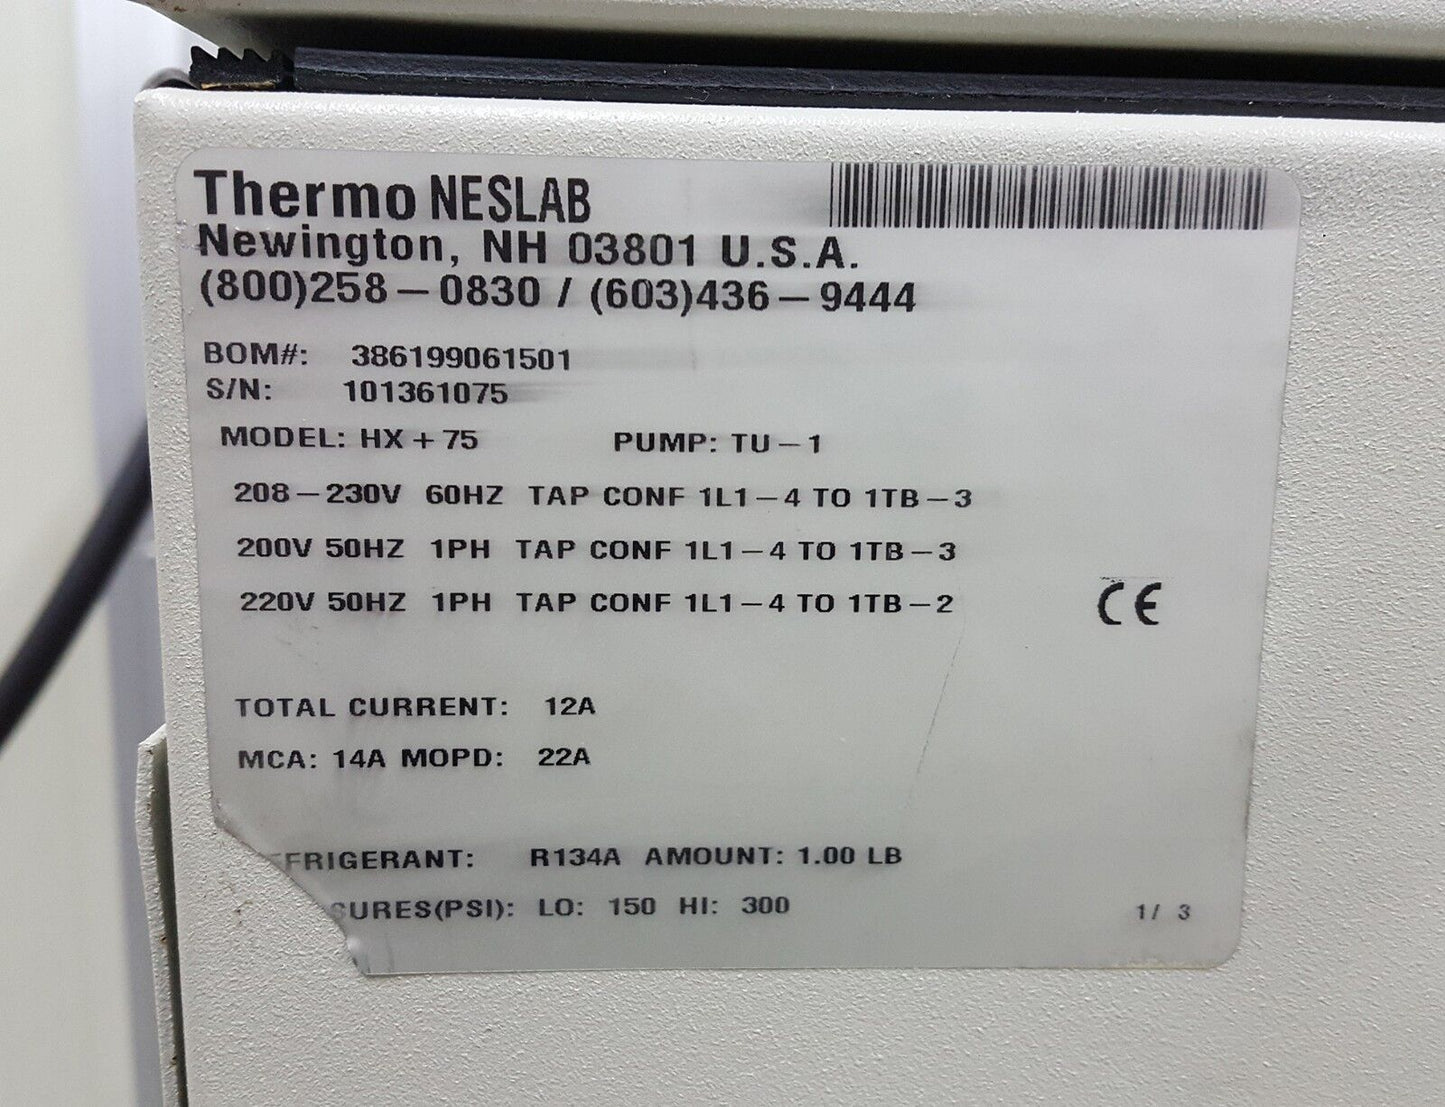 Thermo NESLAB
Newington, NH 03801 U.S.A.
(800)258-0830 / (603)436-9444
BOM#: 386199061501
S/N: 101361075
MODEL: HX+75 PUMP: TU-1
208-230V 60HZ TAP CONF 1L1-4 TO 1TB-3
200V 50HZ 1PH TAP CONF 1L1-4 TO 1TB-3
220V 50HZ 1PH TAP CONF 1L1-4 TO 1TB-2
CE
TOTAL CURRENT: 12A
MCA: 14A MOPD: 22A
EFRIGERANT: R134A AMOUNT: 1.00 LB
SURES(PSI): LO: 150 HI: 300
1/ 3